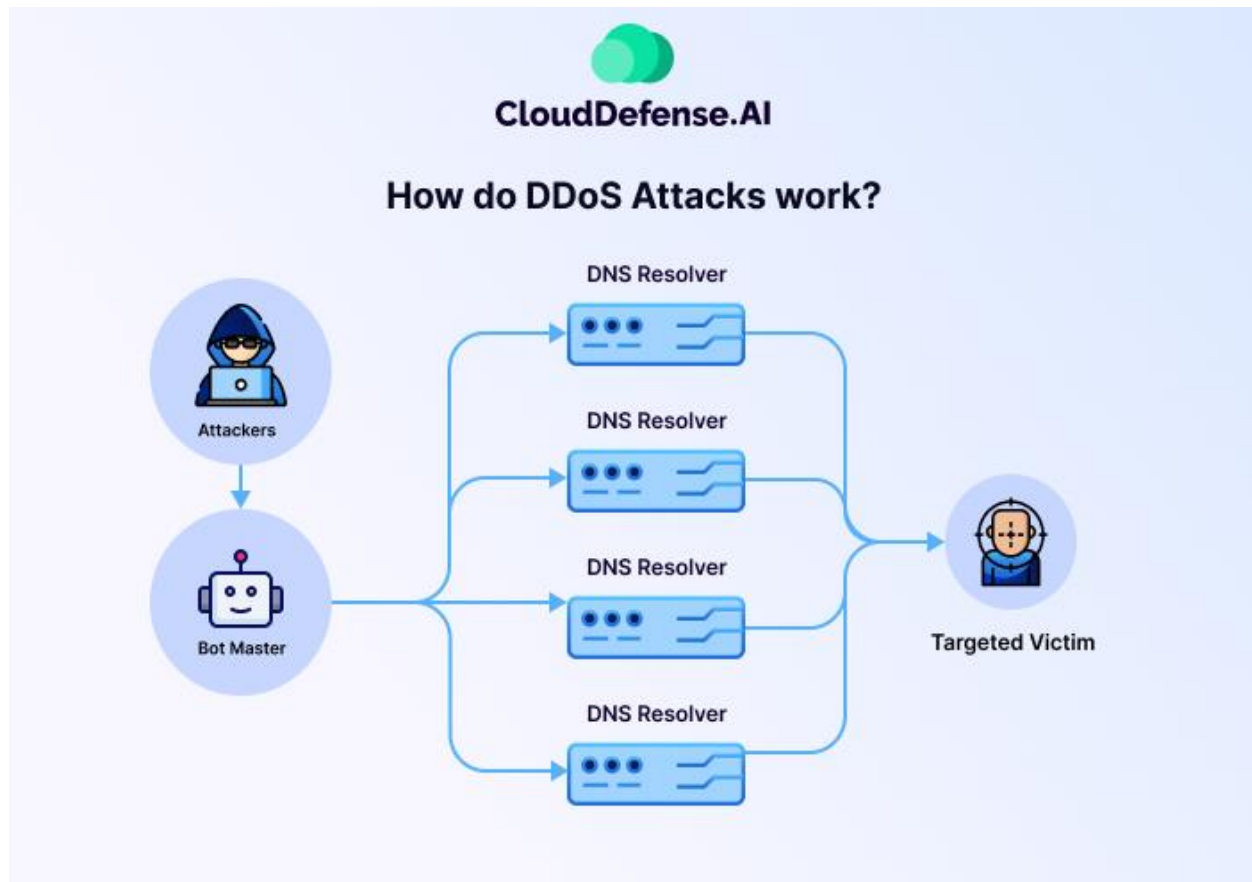 CloudDefense.AI
How do DDoS Attacks work?
DNS Resolver
Attackers
DNS Resolver
Bot Master
DNS Resolver
Targeted Victim
DNS Resolver